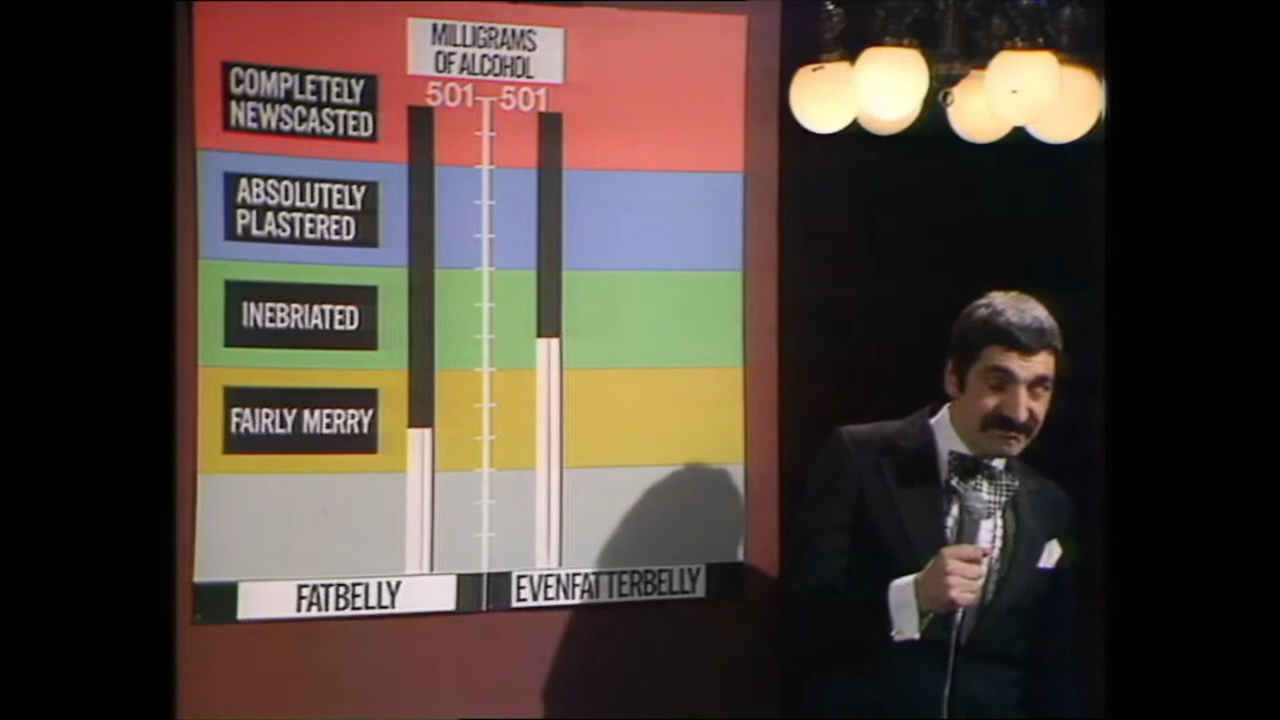 MILLIGRAMS
OF ALCOHOL
501 501
COMPLETELY
NEWSCASTED
ABSOLUTELY
PLASTERED
INEBRIATED
FAIRLY MERRY
FATBELLY
EVENFATTERBELLY